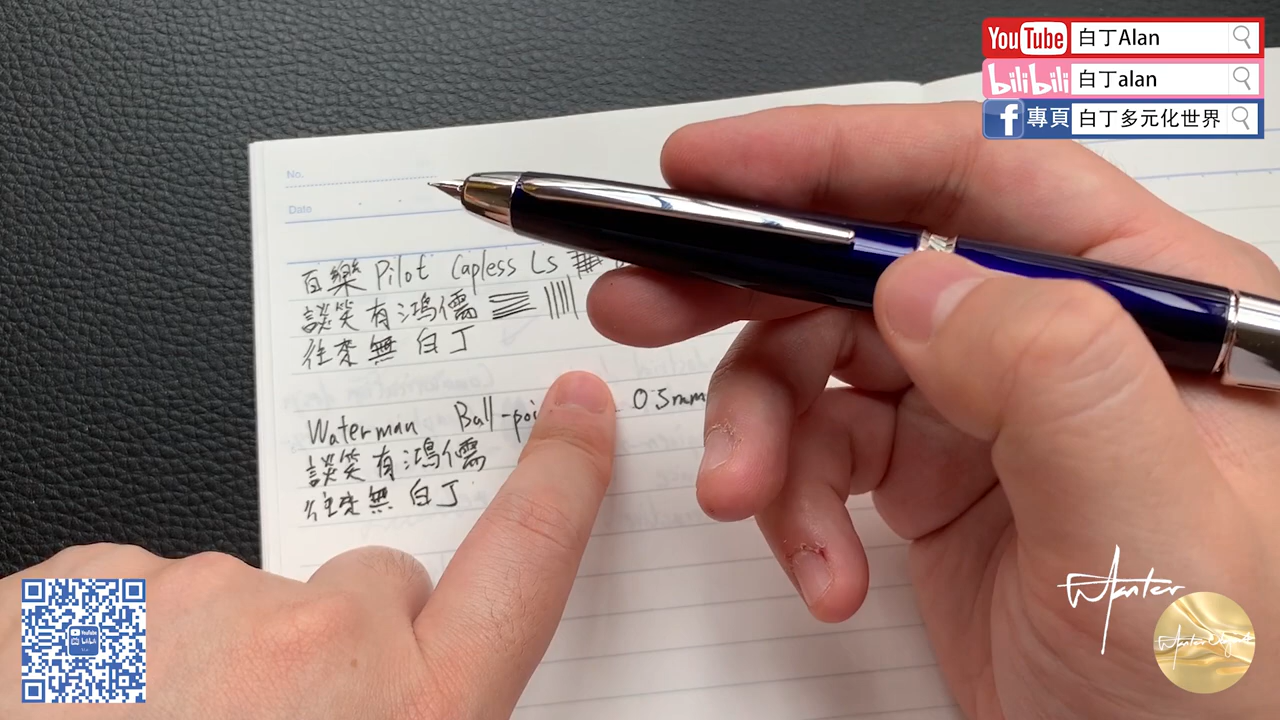 YouTube 白丁Alan
bilibili 白丁alan
f 專頁 白丁多元化世界
No.
Date
百樂 Pilot Capless LS
談笑有鴻儒
往來無白丁
Waterman Ball-poi 0.5mm
談笑有鴻儒
往來無白丁
Wanter